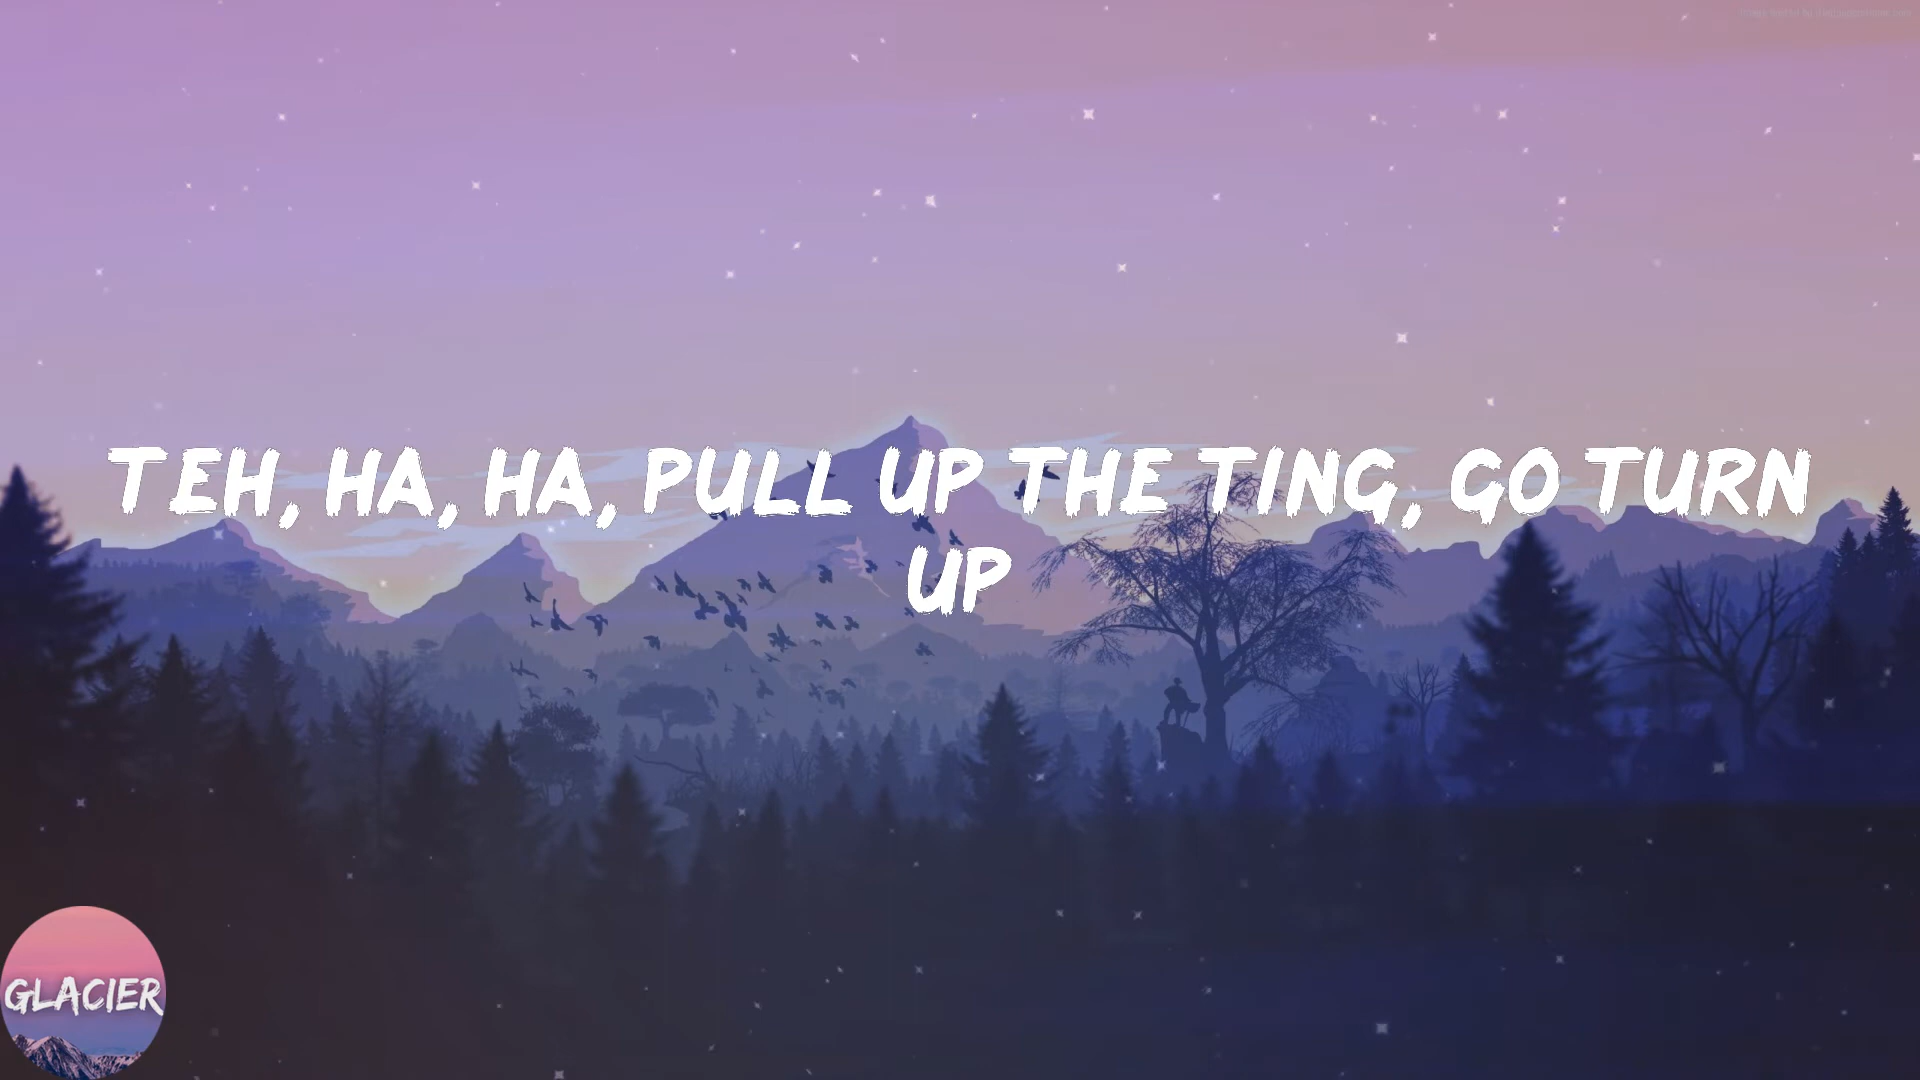 TEH, HA, HA, PULL UP THE TING, GO TURN
UP
GLACIER